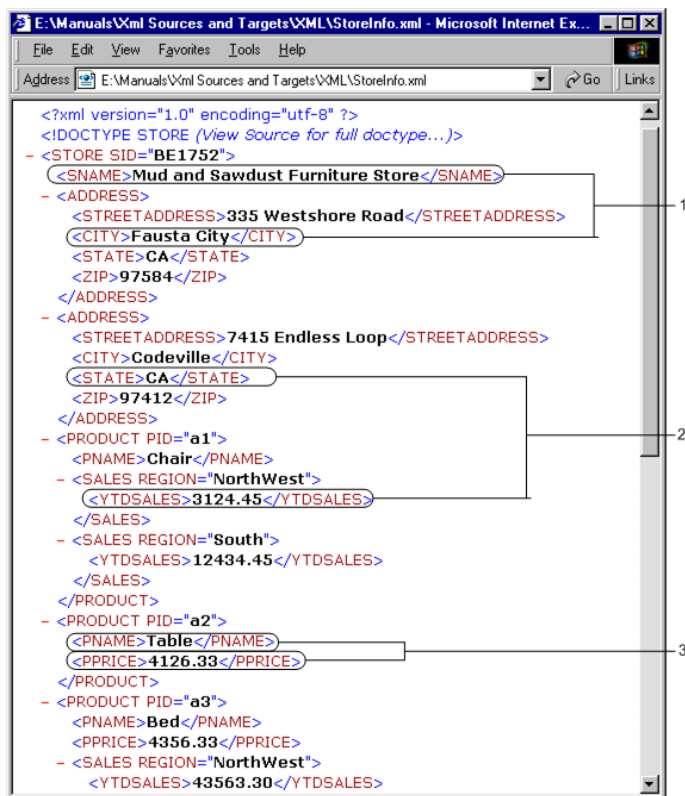 E:\Manuals\Xml Sources and Targets\XML\StoreInfo.xml - Microsoft Internet Ex...
File Edit View Favorites Tools Help
Address E:\Manuals\Xml Sources and Targets\XML\StoreInfo.xml Go Links
<?xml version="1.0" encoding="utf-8" ?>
<!DOCTYPE STORE (View Source for full doctype...)>
- <STORE SID="BE1752">
<SNAME>Mud and Sawdust Furniture Store</SNAME>
- <ADDRESS>
1
<STREETADDRESS>335 Westshore Road</STREETADDRESS>
<CITY>Fausta City</CITY>
<STATE>CA</STATE>
<ZIP>97584</ZIP>
</ADDRESS>
- <ADDRESS>
<STREETADDRESS>7415 Endless Loop</STREETADDRESS>
<CITY>Codeville</CITY>
<STATE>CA</STATE>
<ZIP>97412</ZIP>
</ADDRESS>
- <PRODUCT PID="a1">
2
<PNAME>Chair</PNAME>
- <SALES REGION="NorthWest">
<YTDSALES>3124.45</YTDSALES>
</SALES>
- <SALES REGION="South">
<YTDSALES>12434.45</YTDSALES>
</SALES>
</PRODUCT>
- <PRODUCT PID="a2">
<PNAME>Table</PNAME>
3
<PPRICE>4126.33</PPRICE>
</PRODUCT>
- <PRODUCT PID="a3">
<PNAME>Bed</PNAME>
<PPRICE>4356.33</PPRICE>
- <SALES REGION="NorthWest">
<YTDSALES>43563.30</YTDSALES>